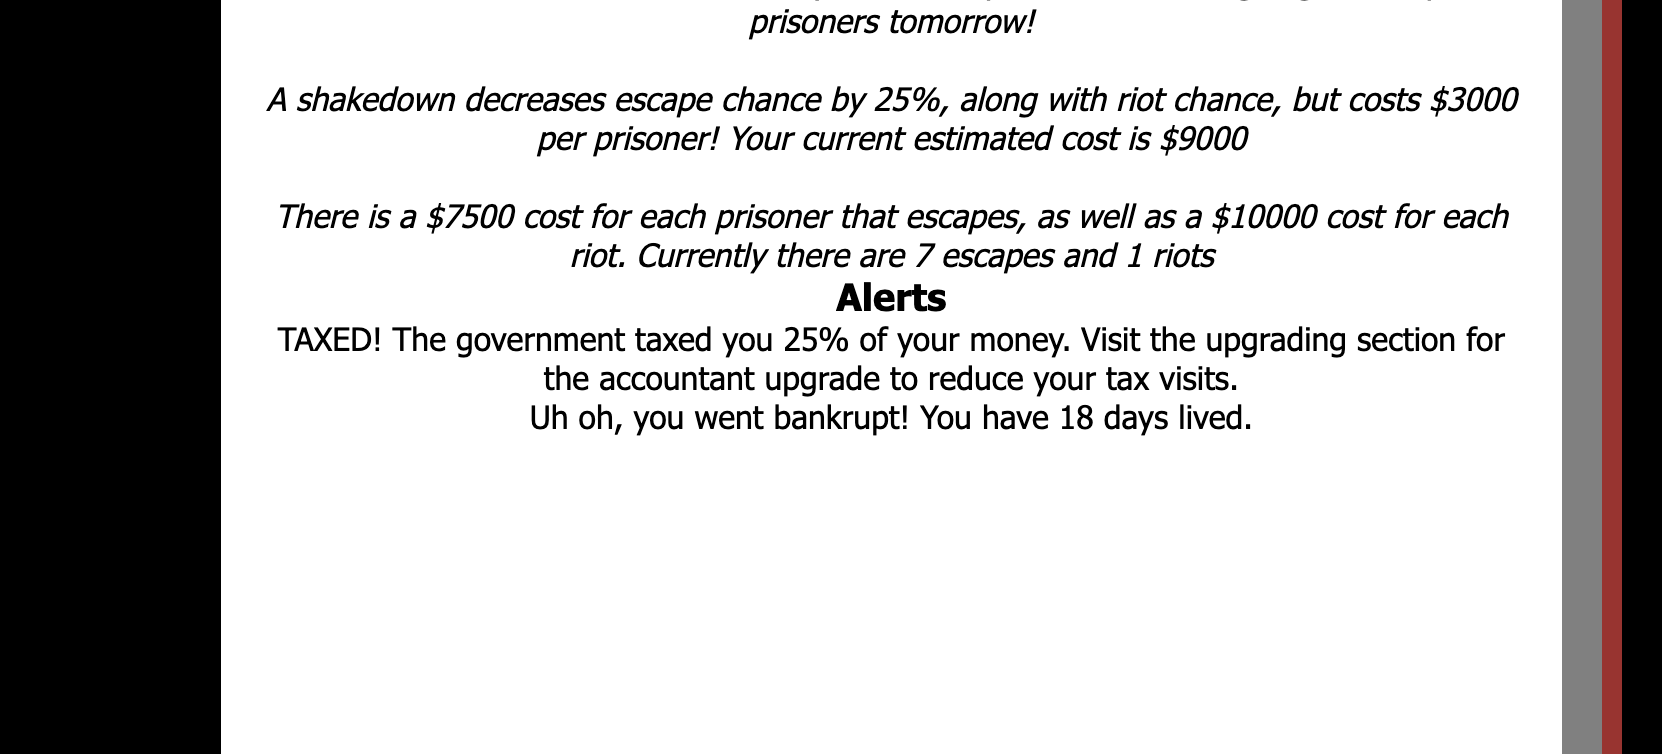 prisoners tomorrow!
A shakedown decreases escape chance by 25%, along with riot chance, but costs $3000
per prisoner! Your current estimated cost is $9000
There is a $7500 cost for each prisoner that escapes, as well as a $10000 cost for each
riot. Currently there are 7 escapes and 1 riots
Alerts
TAXED! The government taxed you 25% of your money. Visit the upgrading section for
the accountant upgrade to reduce your tax visits.
Uh oh, you went bankrupt! You have 18 days lived.